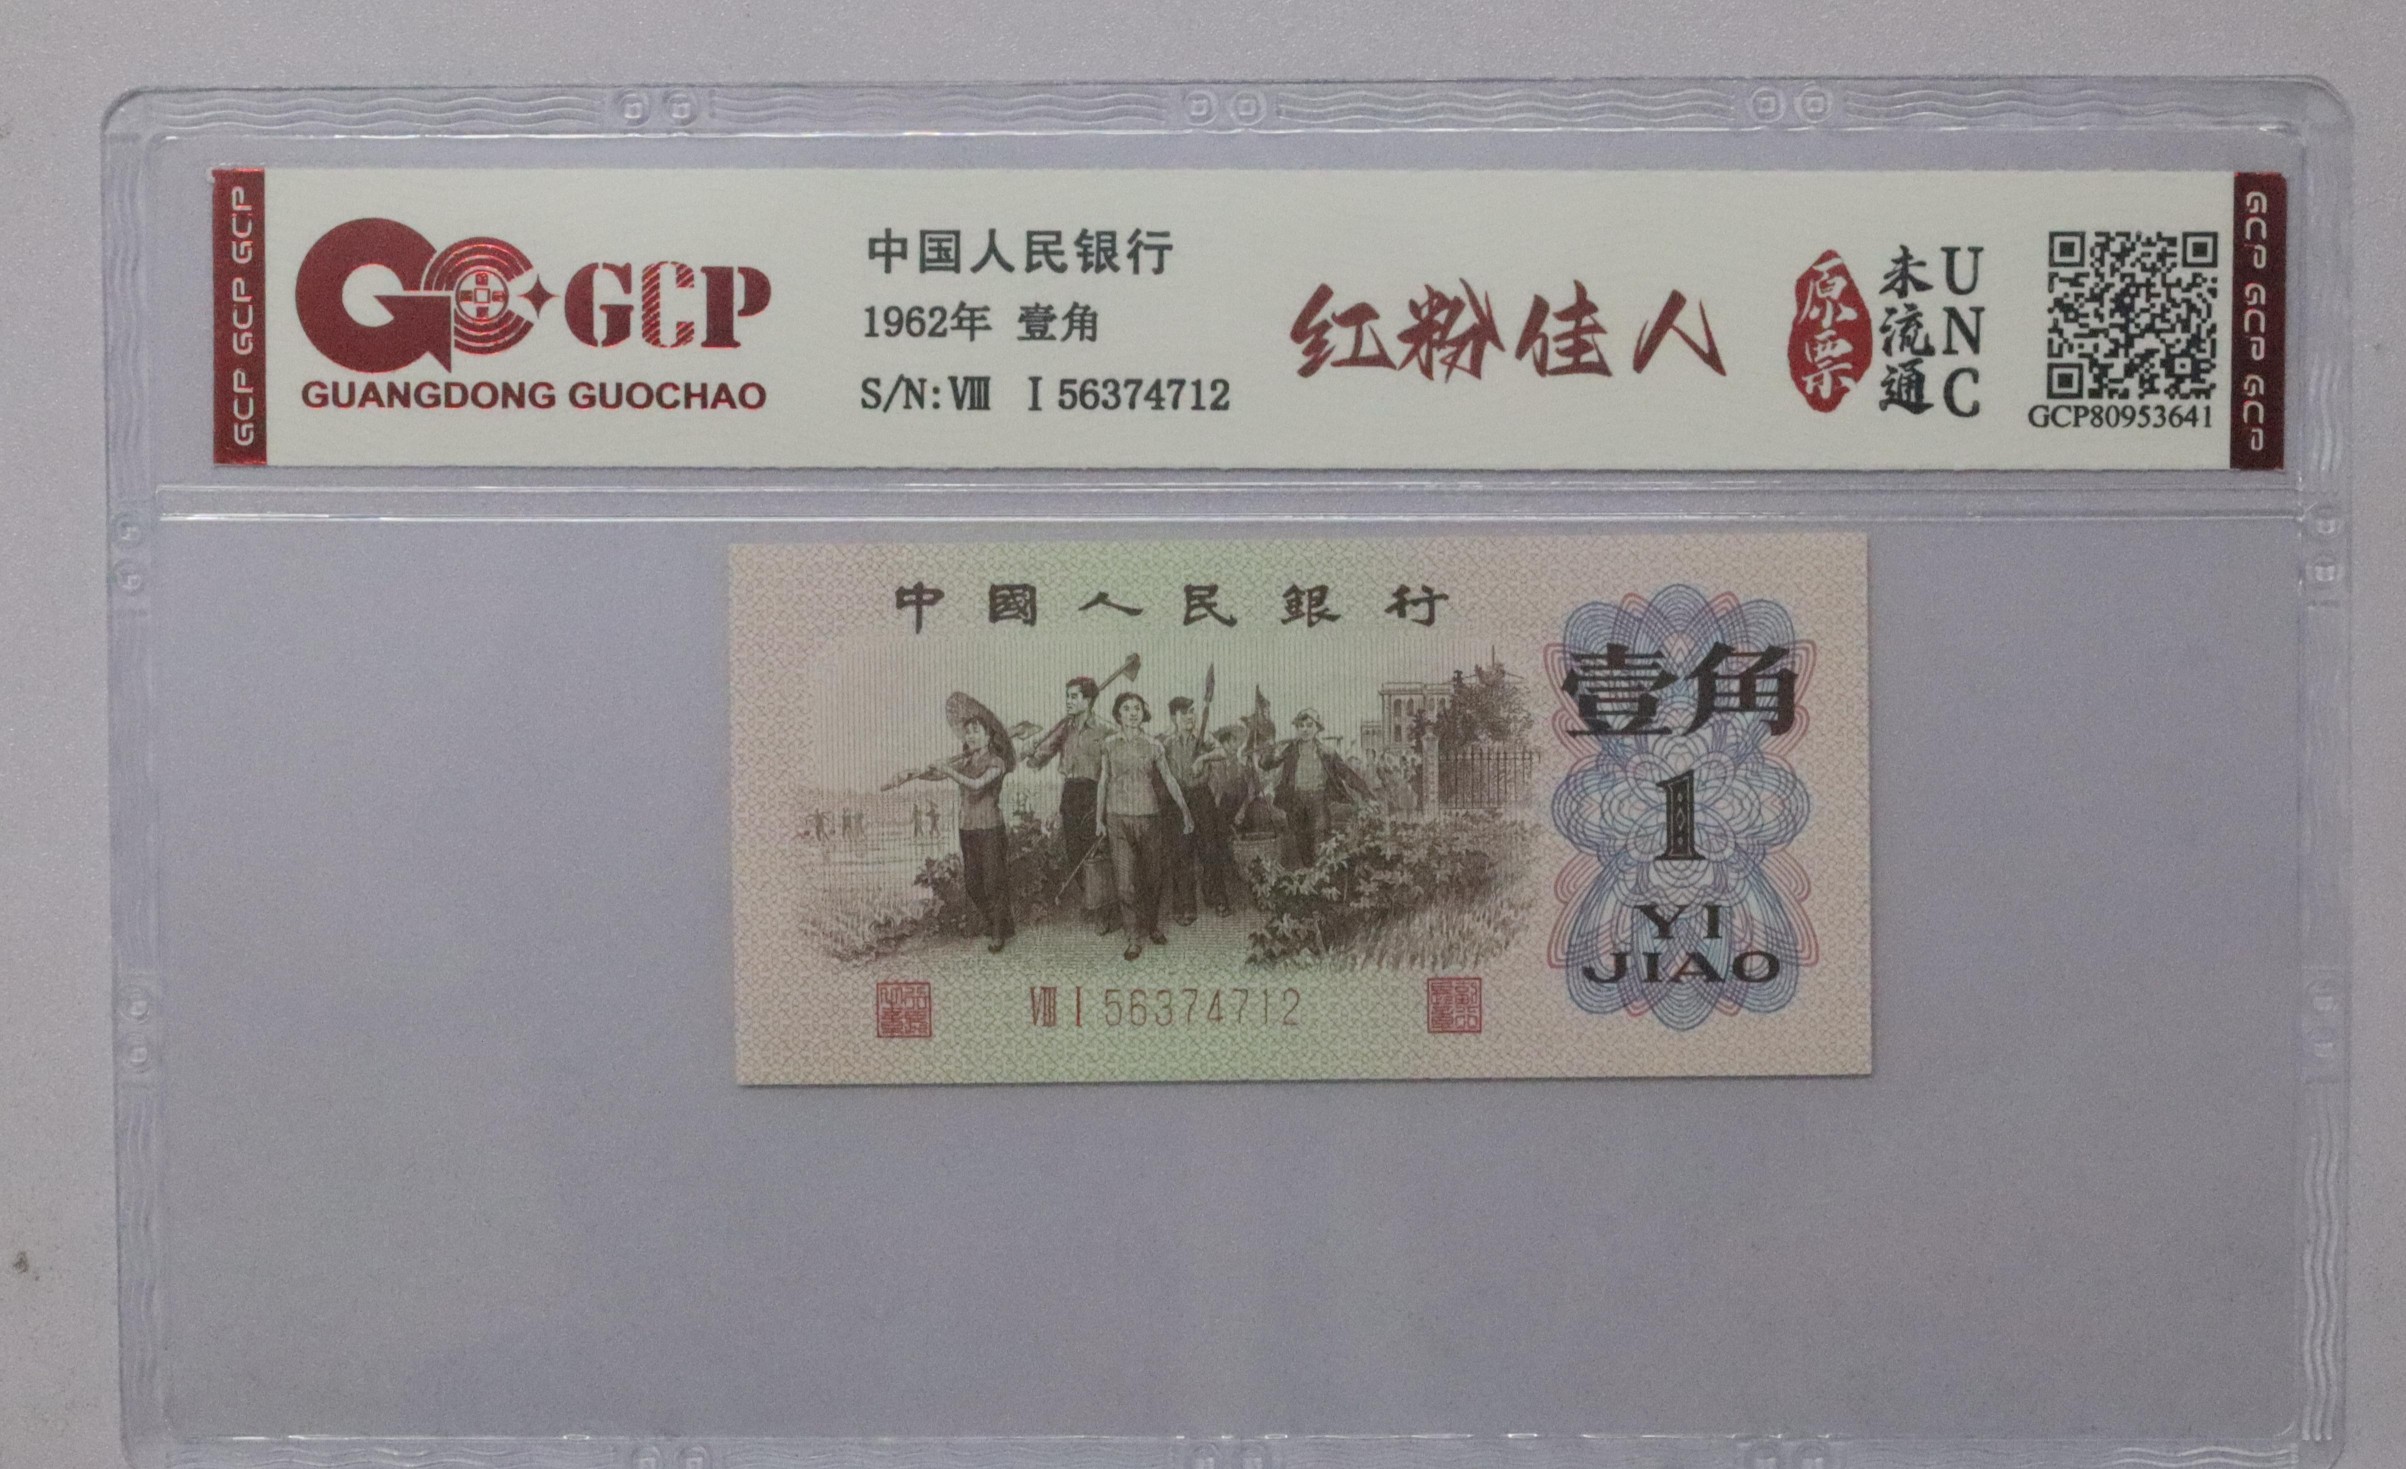 GCP GCP GCP
GCP
GUANGDONG GUOCHAO
中国人民银行
1962年 壹角
S/N: Ⅷ Ⅰ 56374712
红粉佳人
原票
未流通
UNC
GCP80953641
GCP GCP GCP
中國人民銀行
壹角
1
YI
JIAO
Ⅷ Ⅰ 56374712